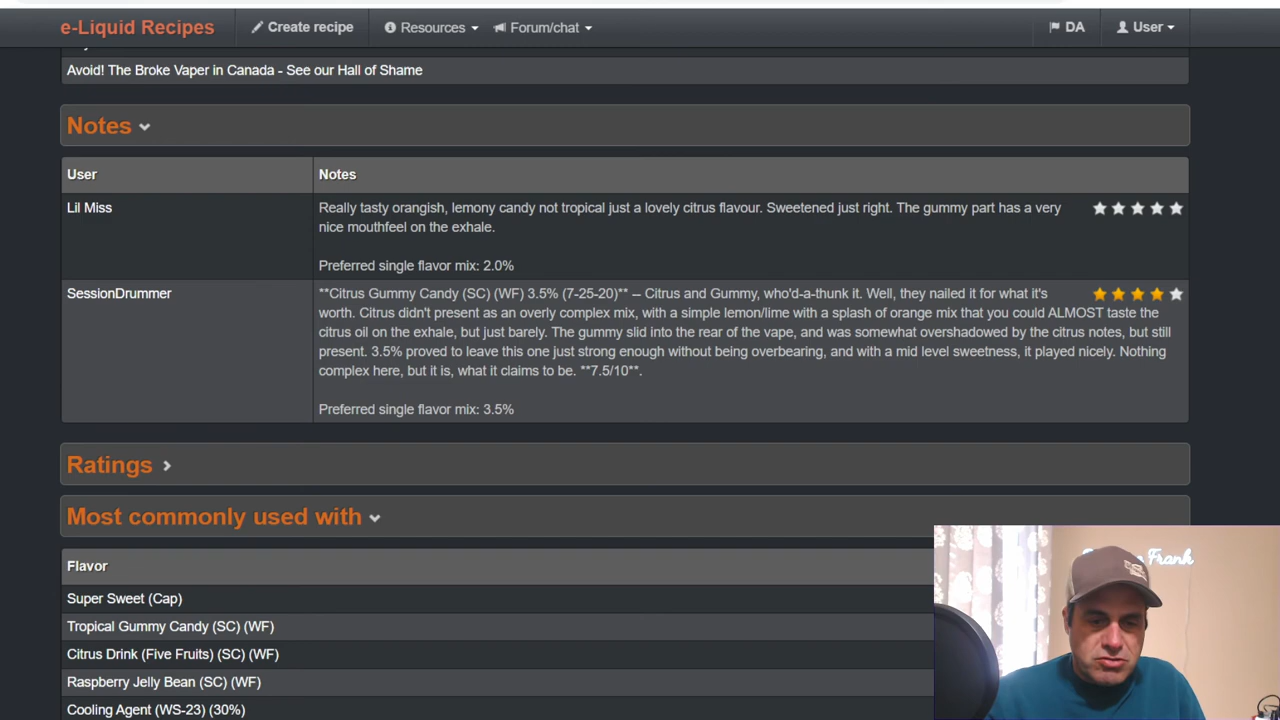 e-Liquid Recipes
Create recipe
Resources
Forum/chat
DA
User
Avoid! The Broke Vaper in Canada - See our Hall of Shame
Notes
User
Notes
Lil Miss
Really tasty orangish, lemony candy not tropical just a lovely citrus flavour. Sweetened just right. The gummy part has a very
nice mouthfeel on the exhale.
Preferred single flavor mix: 2.0%
SessionDrummer
**Citrus Gummy Candy (SC) (WF) 3.5% (7-25-20)** -- Citrus and Gummy, who'd-a-thunk it. Well, they nailed it for what it's
worth. Citrus didn't present as an overly complex mix, with a simple lemon/lime with a splash of orange mix that you could ALMOST taste the
citrus oil on the exhale, but just barely. The gummy slid into the rear of the vape, and was somewhat overshadowed by the citrus notes, but still
present. 3.5% proved to leave this one just strong enough without being overbearing, and with a mid level sweetness, it played nicely. Nothing
complex here, but it is, what it claims to be. **7.5/10**.
Preferred single flavor mix: 3.5%
Ratings
Most commonly used with
Flavor
Super Sweet (Cap)
Tropical Gummy Candy (SC) (WF)
Citrus Drink (Five Fruits) (SC) (WF)
Raspberry Jelly Bean (SC) (WF)
Cooling Agent (WS-23) (30%)
Frank